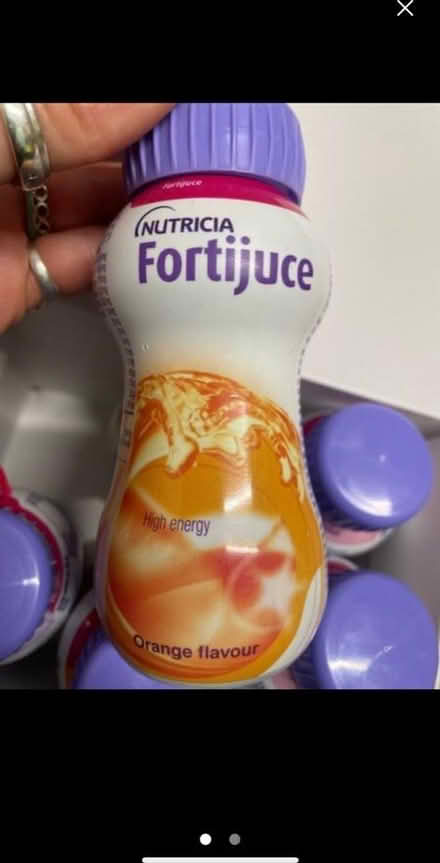 Fortijuce
NUTRICIA
Fortijuce
High energy
Orange flavour